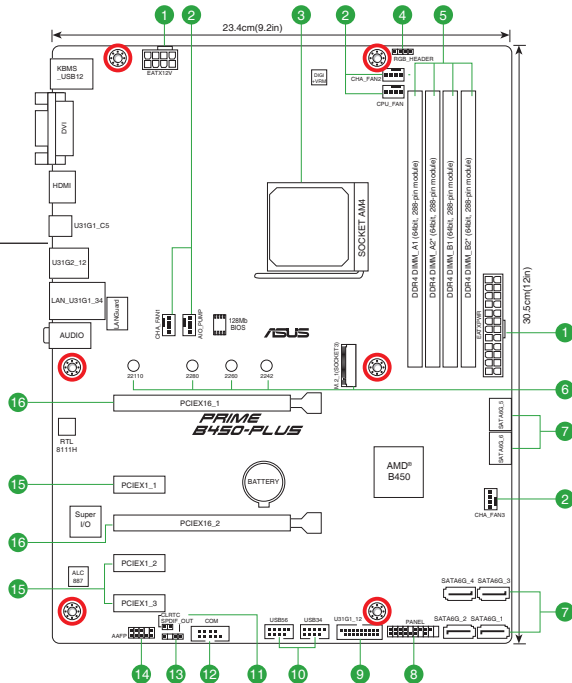 1
2
3
2
4
5
23.4cm(9.2in)
KBMS
_USB12
EATX12V
DIGI
+VRM
RGB_HEADER
CHA_FAN2
CPU_FAN
DVI
HDMI
U31G1_C5
U31G2_12
LAN_U31G1_34
LANGuard
AUDIO
SOCKET AM4
DDR4 DIMM_A1 (64bit, 288-pin module)
DDR4 DIMM_A2* (64bit, 288-pin module)
DDR4 DIMM_B1 (64bit, 288-pin module)
DDR4 DIMM_B2* (64bit, 288-pin module)
30.5cm(12in)
EATXPWR
1
CHA_FAN1
AIO_PUMP
128Mb
BIOS
ASUS
M.2_1(SOCKET3)
22110
2280
2260
2242
6
16
PCIEX16_1
PRIME
B450-PLUS
SATA6G_5
SATA6G_6
7
RTL
8111H
AMD®
B450
15
PCIEX1_1
BATTERY
CHA_FAN3
2
Super
I/O
16
PCIEX16_2
ALC
887
PCIEX1_2
15
PCIEX1_3
SATA6G_4
SATA6G_3
7
CLRTC
SPDIF_OUT
AAFP
COM
USB56
USB34
U31G1_12
PANEL
SATA6G_2
SATA6G_1
14
13
12
11
10
9
8